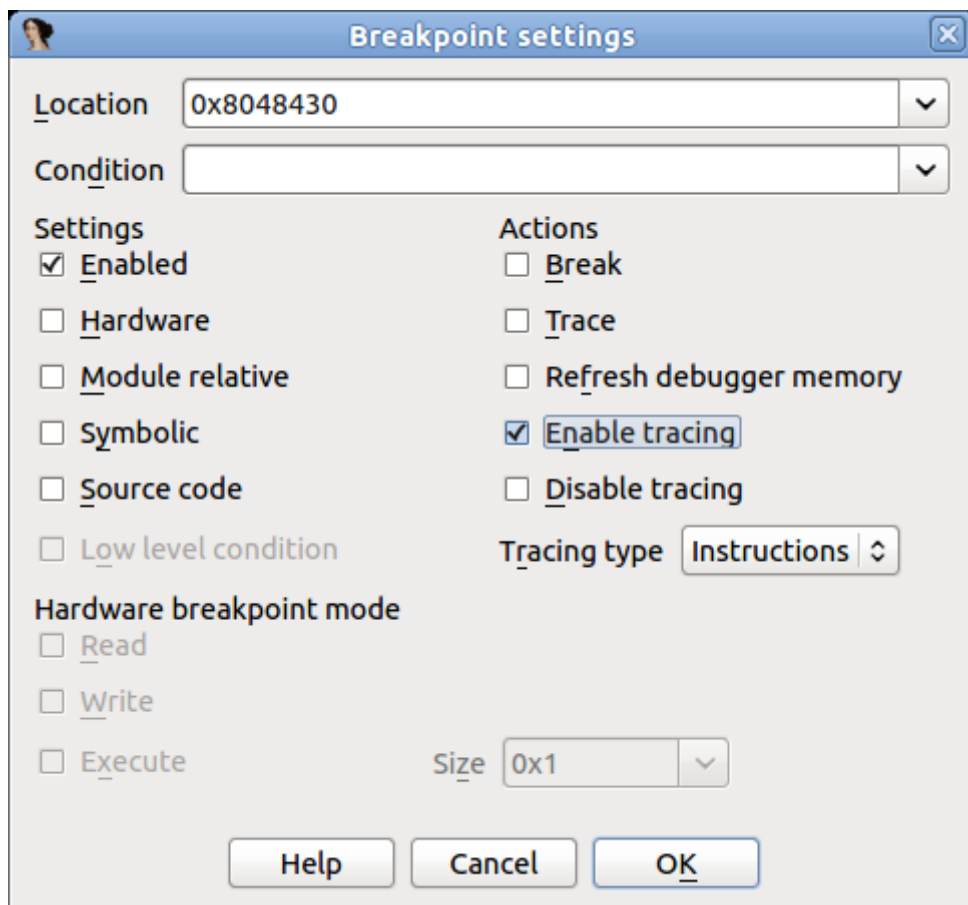 Breakpoint settings
Location 0x8048430
Condition
Settings
Enabled
Hardware
Module relative
Symbolic
Source code
Low level condition
Actions
Break
Trace
Refresh debugger memory
Enable tracing
Disable tracing
Tracing type Instructions
Hardware breakpoint mode
Read
Write
Execute
Size 0x1
Help Cancel OK